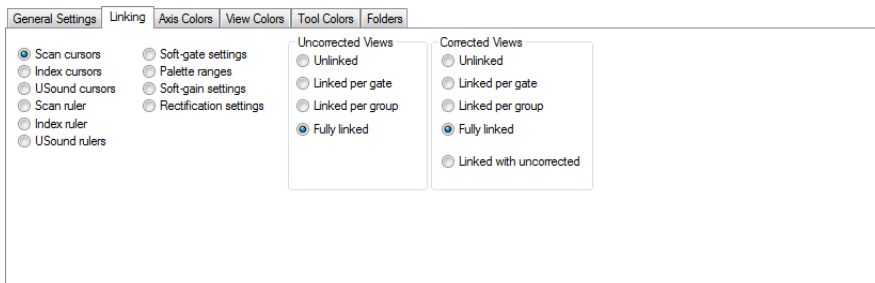 General Settings Linking Axis Colors View Colors Tool Colors Folders
Scan cursors
Index cursors
USound cursors
Scan ruler
Index ruler
USound rulers
Soft-gate settings
Palette ranges
Soft-gain settings
Rectification settings
Uncorrected Views
Unlinked
Linked per gate
Linked per group
Fully linked
Corrected Views
Unlinked
Linked per gate
Linked per group
Fully linked
Linked with uncorrected